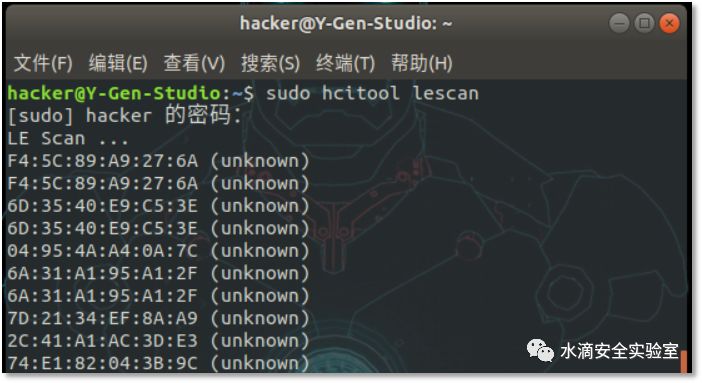 hacker@Y-Gen-Studio: ~
文件(F) 编辑(E) 查看(V) 搜索(S) 终端(T) 帮助(H)
hacker@Y-Gen-Studio:~$ sudo hcitool lescan
[sudo] hacker 的密码：
LE Scan ...
F4:5C:89:A9:27:6A (unknown)
F4:5C:89:A9:27:6A (unknown)
6D:35:40:E9:C5:3E (unknown)
6D:35:40:E9:C5:3E (unknown)
04:95:4A:A4:0A:7C (unknown)
6A:31:A1:95:A1:2F (unknown)
6A:31:A1:95:A1:2F (unknown)
7D:21:34:EF:8A:A9 (unknown)
2C:41:A1:AC:3D:E3 (unknown)
74:E1:82:04:3B:9C (unknown)
水滴安全实验室